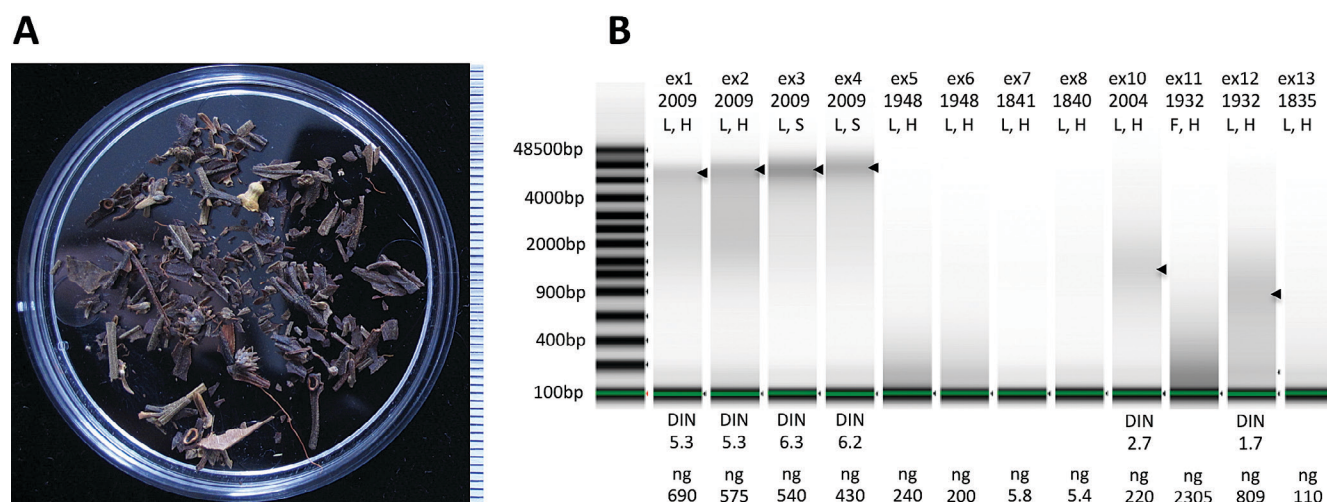 A
B
ex1 ex2 ex3 ex4 ex5 ex6 ex7 ex8 ex10 ex11 ex12 ex13
2009 2009 2009 2009 1948 1948 1841 1840 2004 1932 1932 1835
L, H L, H L, S L, S L, H L, H L, H L, H L, H F, H L, H L, H
48500bp
4000bp
2000bp
900bp
400bp
100bp
DIN DIN DIN DIN DIN DIN
5.3 5.3 6.3 6.2 2.7 1.7
ng ng ng ng ng ng ng ng ng ng ng ng
690 575 540 430 240 200 5.8 5.4 220 2305 809 110